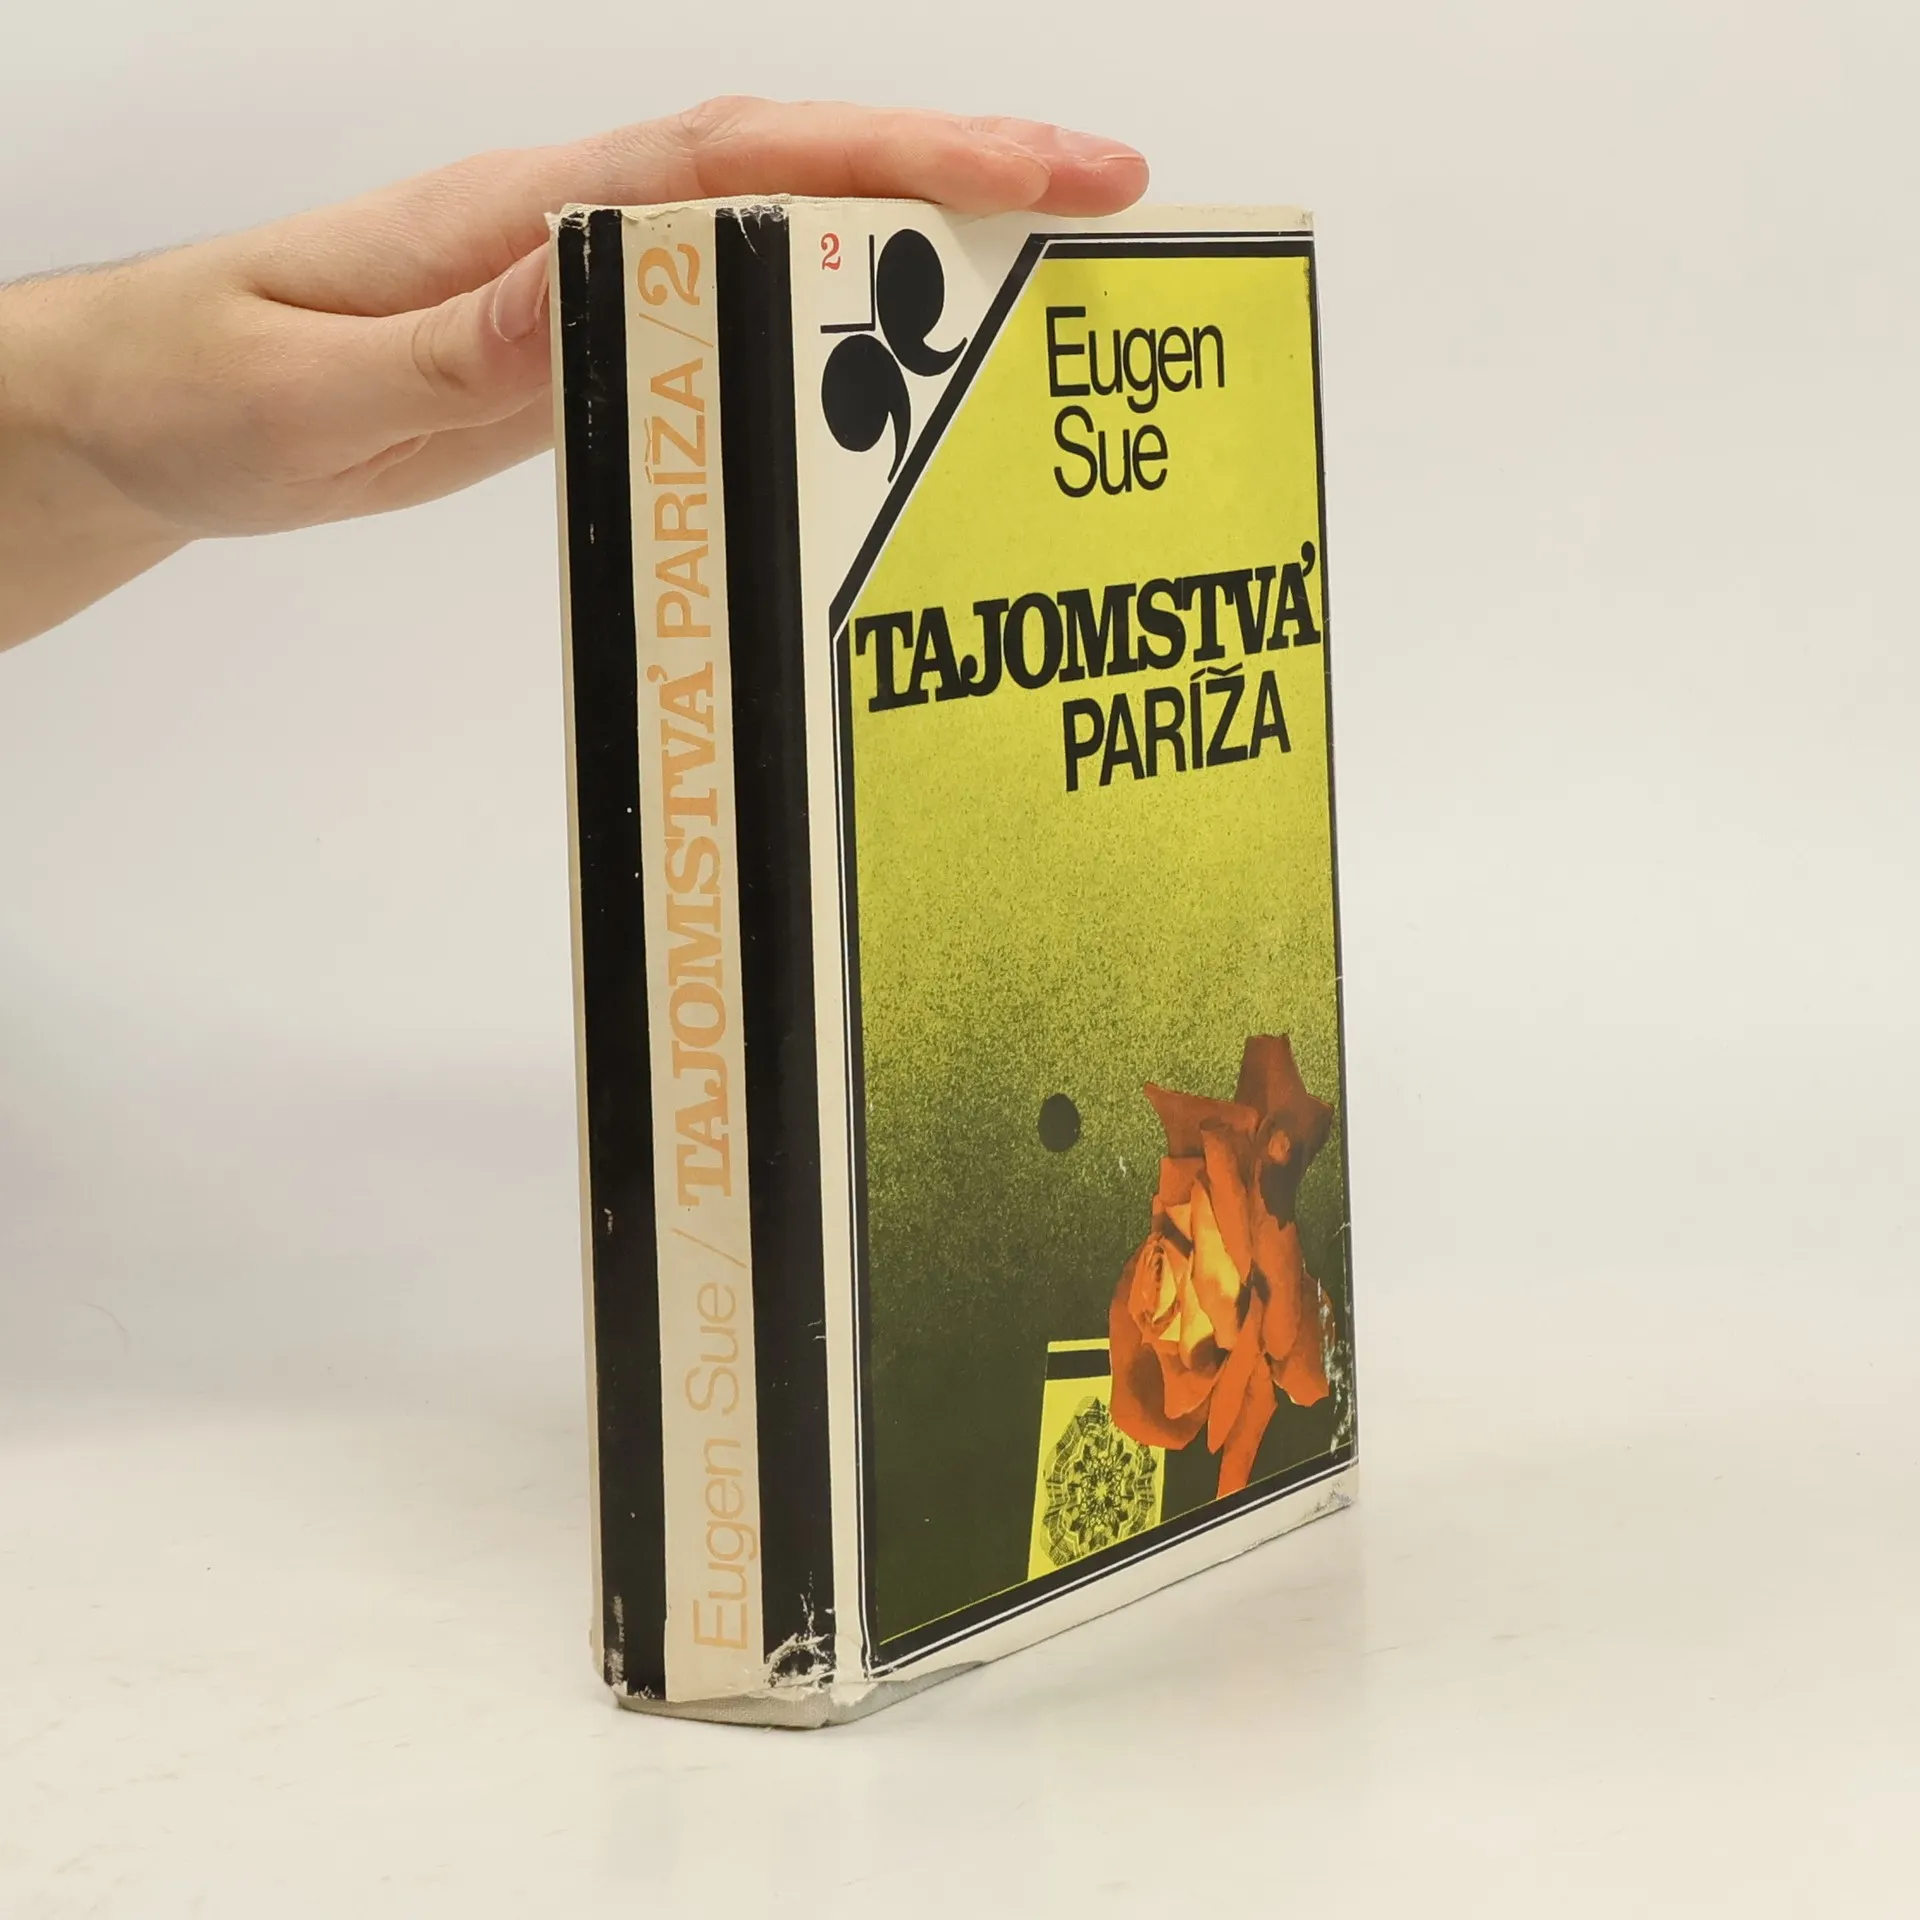 Eugen Sue / TAJOMSTVÁ PARÍŽA / 2
2
Eugen
Sue
TAJOMSTVÁ
PARÍŽA